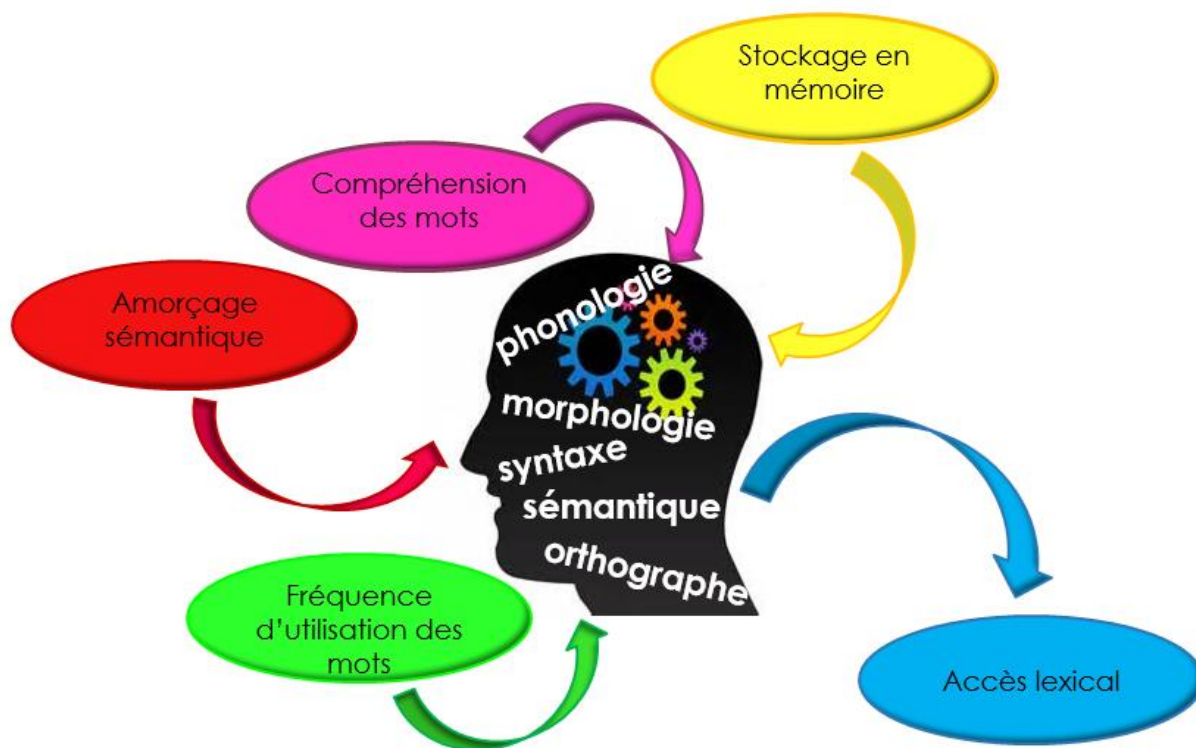 Stockage en
mémoire
Compréhension
des mots
Amorçage
sémantique
phonologie
morphologie
syntaxe
sémantique
orthographe
Fréquence
d'utilisation des
mots
Accès lexical